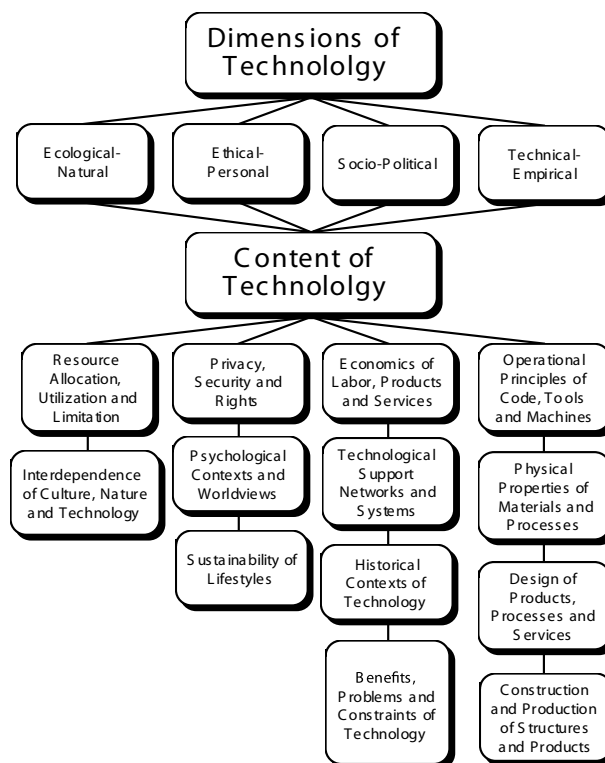 Dimensions of
Technololgy
Ecological-
Natural
Ethical-
Personal
Socio-Political
Technical-
Empirical
Content of
Technololgy
Resource
Allocation,
Utilization and
Limitation
Interdependence
of Culture, Nature
and Technology
Privacy,
Security and
Rights
Psychological
Contexts and
Worldviews
Sustainability of
Lifestyles
Economics of
Labor, Products
and Services
Technological
Support
Networks and
Systems
Historical
Contexts of
Technology
Benefits,
Problems and
Constraints of
Technology
Operational
Principles of
Code, Tools
and Machines
Physical
Properties of
Materials and
Processes
Design of
Products,
Processes and
Services
Construction
and Production
of Structures
and Products